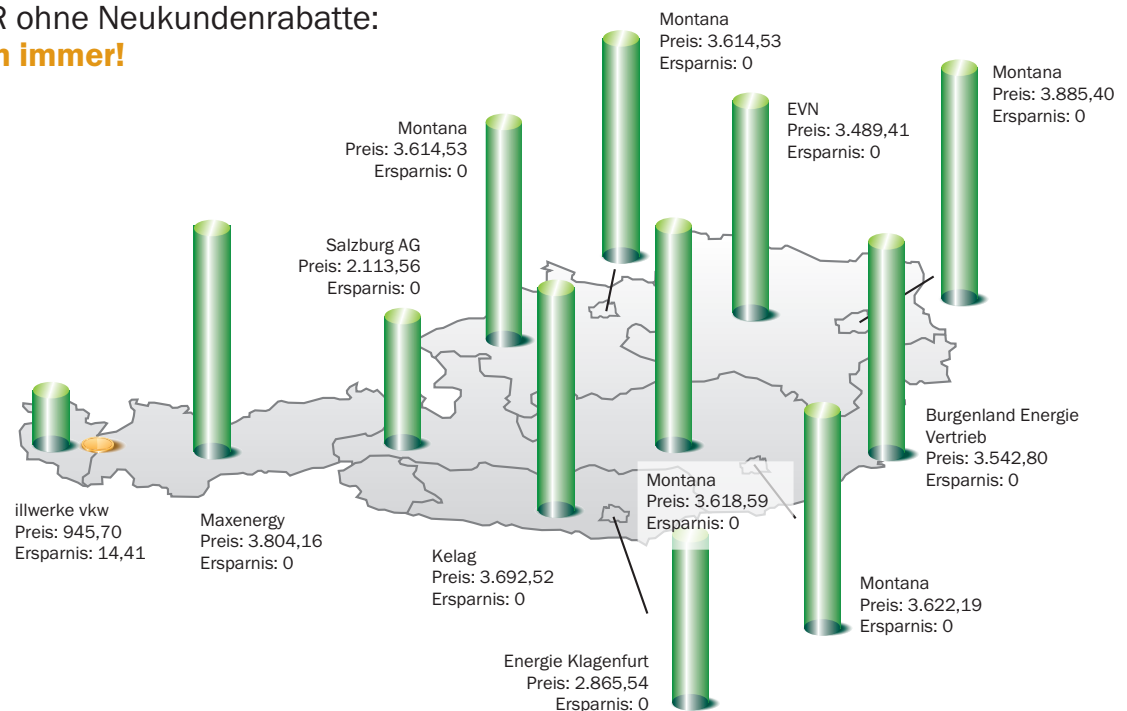 R ohne Neukundenrabatte:
immer!
Montana
Preis: 3.614,53
Ersparnis: 0
Montana
Preis: 3.885,40
Ersparnis: 0
EVN
Preis: 3.489,41
Ersparnis: 0
Montana
Preis: 3.614,53
Ersparnis: 0
Salzburg AG
Preis: 2.113,56
Ersparnis: 0
Burgenland Energie
Vertrieb
Preis: 3.542,80
Ersparnis: 0
Montana
Preis: 3.618,59
Ersparnis: 0
illwerke vkw
Preis: 945,70
Ersparnis: 14,41
Maxenergy
Preis: 3.804,16
Ersparnis: 0
Kelag
Preis: 3.692,52
Ersparnis: 0
Montana
Preis: 3.622,19
Ersparnis: 0
Energie Klagenfurt
Preis: 2.865,54
Ersparnis: 0